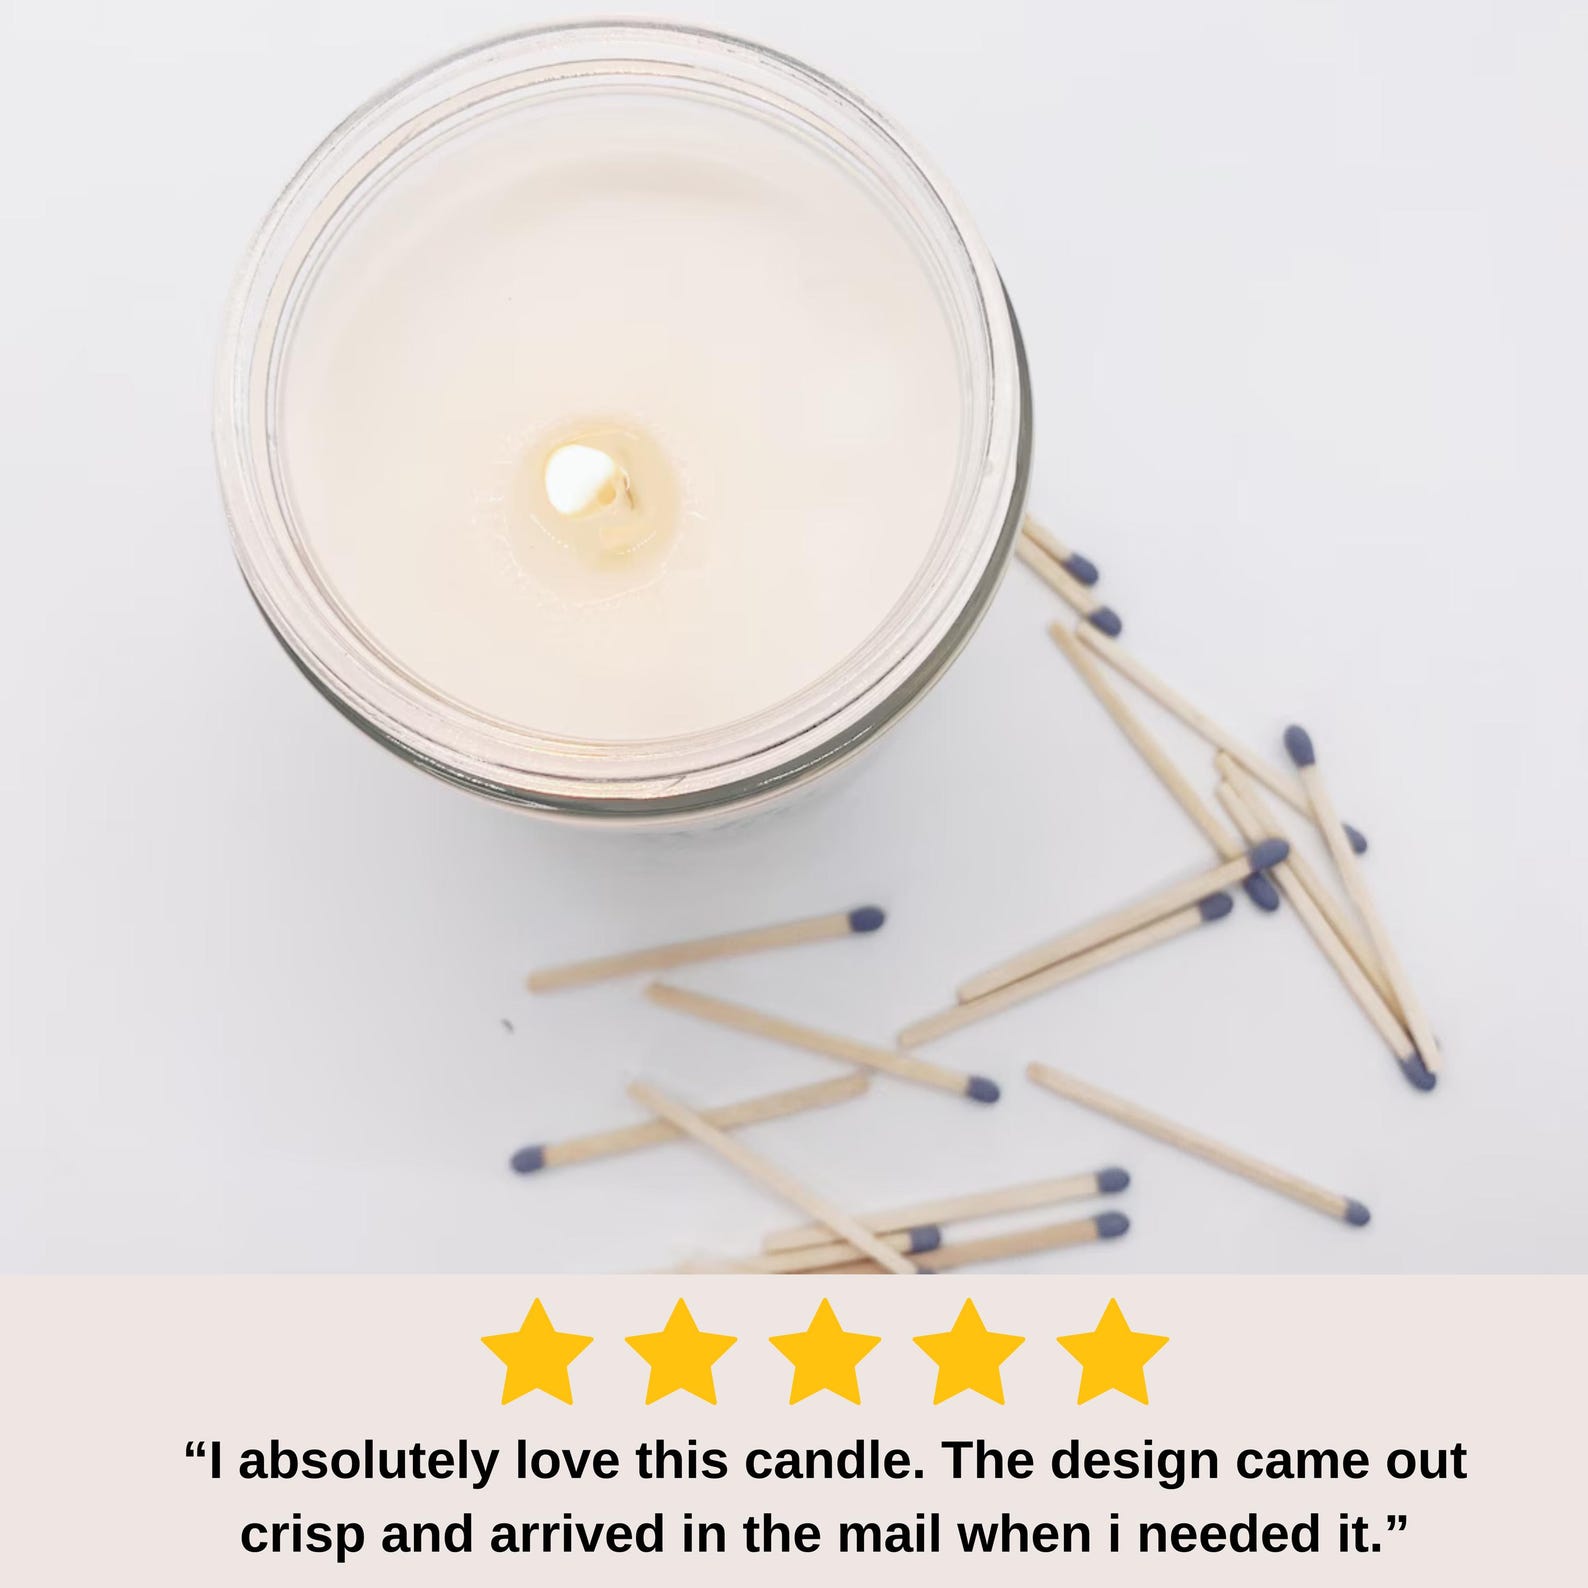 “I absolutely love this candle. The design came out
crisp and arrived in the mail when i needed it.”